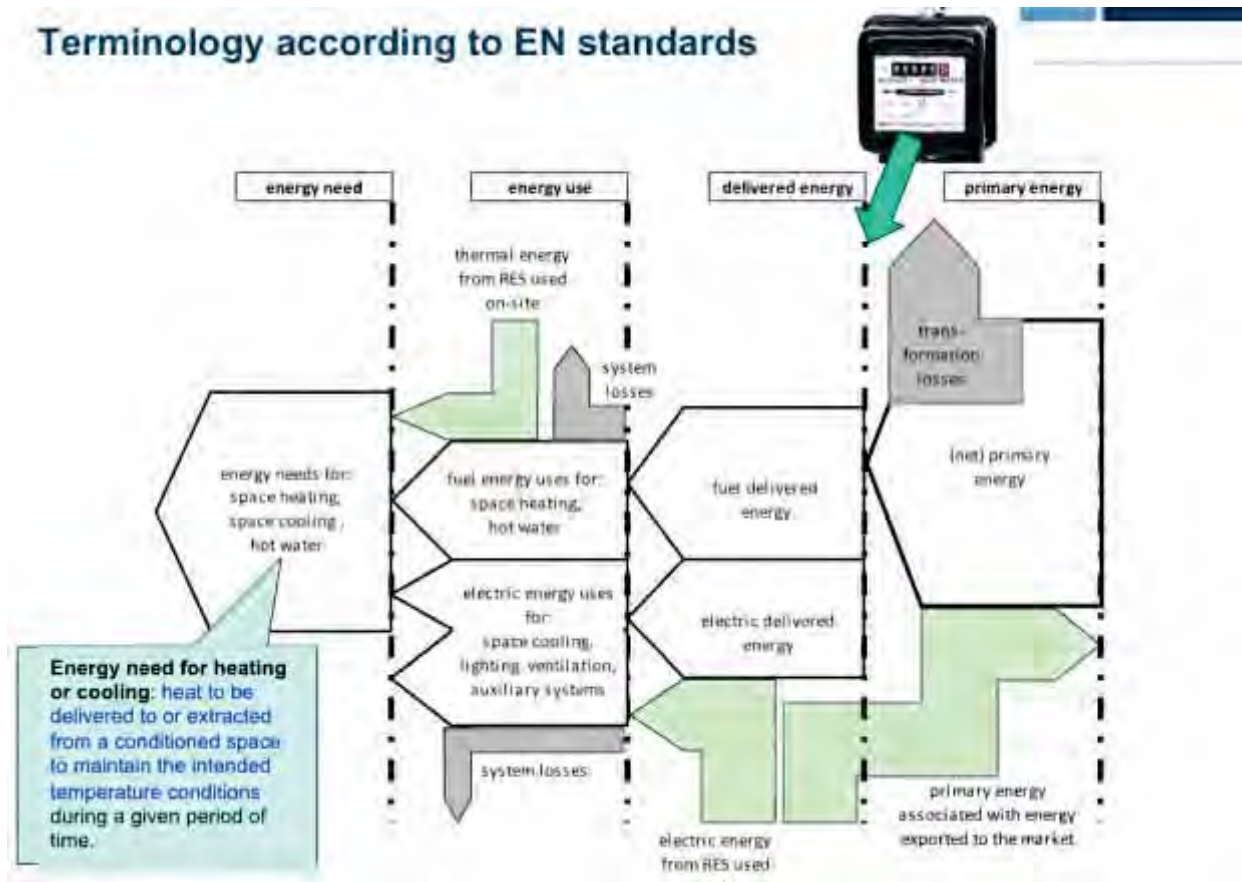 Terminology according to EN standards
energy need
energy use
delivered energy
primary energy
thermal energy
from RES used
on-site
system
losses
trans-
formation
losses
energy needs for:
space heating,
space cooling,
hot water
fuel energy uses for:
space heating,
hot water
fuel delivered
energy
(net) primary
energy
electric energy uses
for:
space cooling,
lighting, ventilation,
auxiliary systems
electric delivered
energy
system losses
electric energy
from RES used
primary energy
associated with energy
exported to the market
Energy need for heating
or cooling: heat to be
delivered to or extracted
from a conditioned space
to maintain the intended
temperature conditions
during a given period of
time.